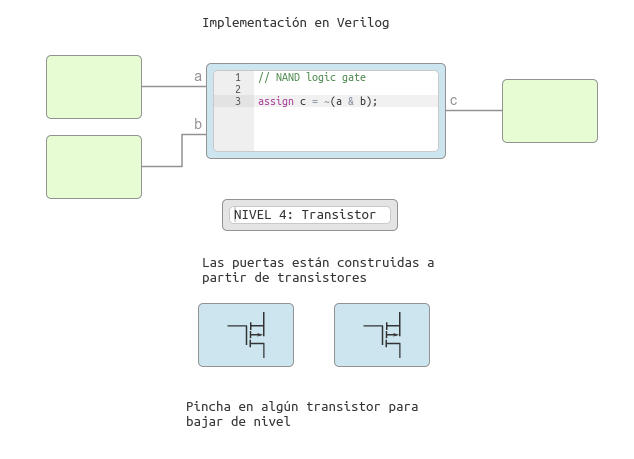 Implementación en Verilog
a
b
c
1 // NAND logic gate
2
3 assign c = ~(a & b);
NIVEL 4: Transistor
Las puertas están construidas a
partir de transistores
Pincha en algún transistor para
bajar de nivel